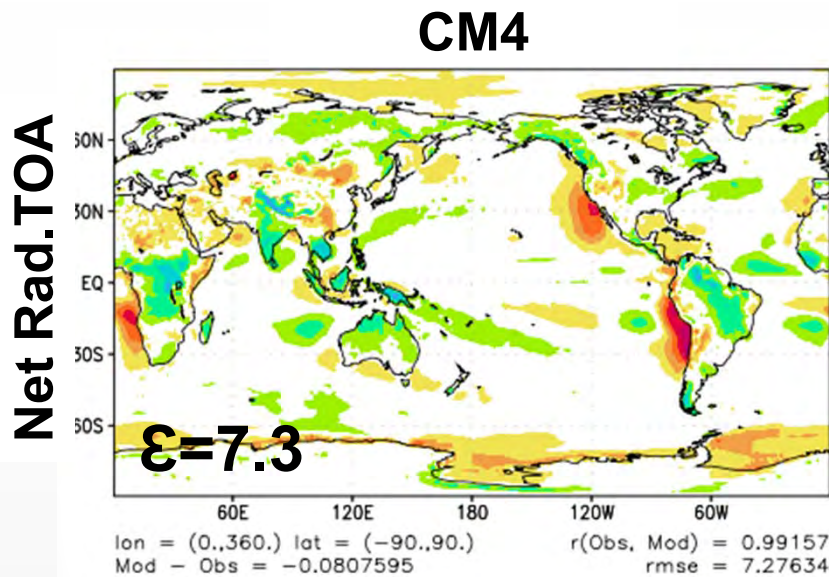 CM4
Net Rad.TOA
60N
30N
EQ
30S
60S
ε=7.3
60E 120E 180 120W 60W
lon = (0.,360.) lat = (-90.,90.) r(Obs, Mod) = 0.99157
Mod - Obs = -0.0807595 rmse = 7.27634